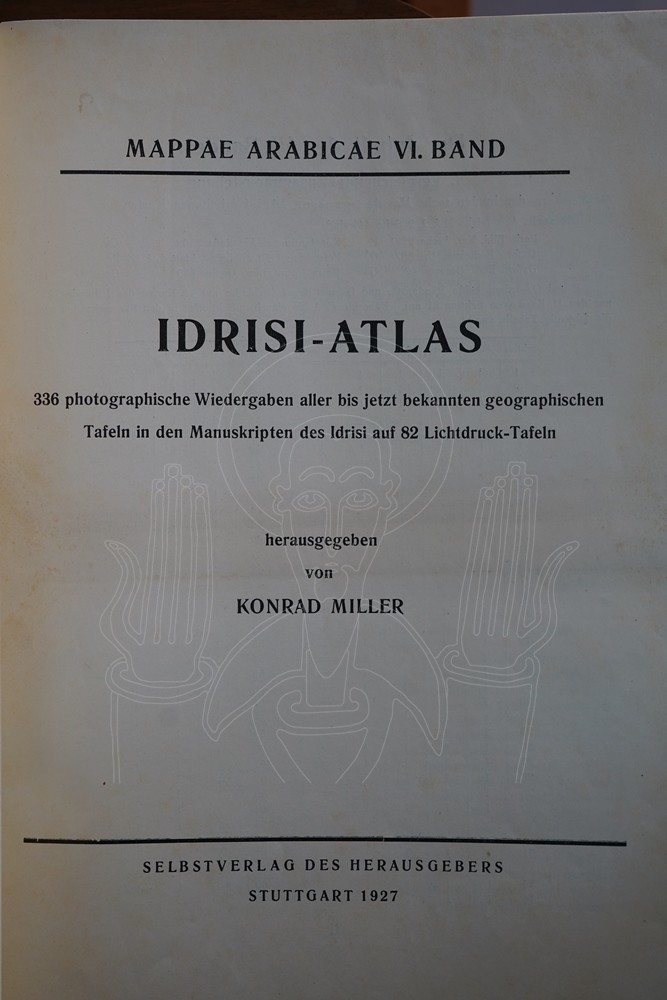 MAPPAE ARABICAE VI. BAND
IDRISI-ATLAS
336 photographische Wiedergaben aller bis jetzt bekannten geographischen
Tafeln in den Manuskripten des Idrisi auf 82 Lichtdruck-Tafeln
herausgegeben
von
KONRAD MILLER
SELBSTVERLAG DES HERAUSGEBERS
STUTTGART 1927